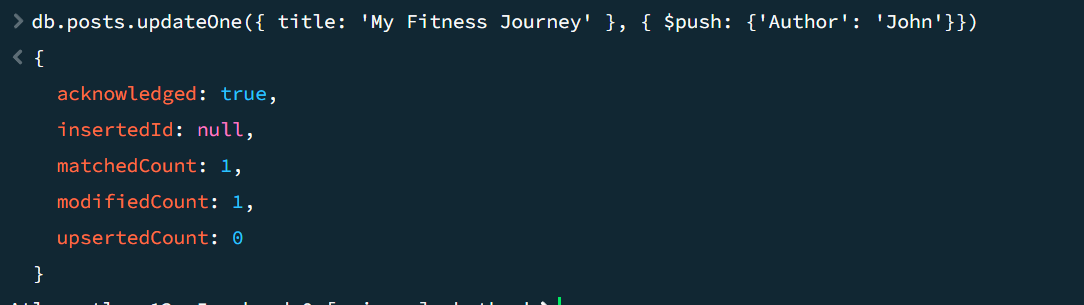 > db.posts.updateOne({ title: 'My Fitness Journey' }, { $push: {'Author': 'John'}})
< {
acknowledged: true,
insertedId: null,
matchedCount: 1,
modifiedCount: 1,
upsertedCount: 0
}